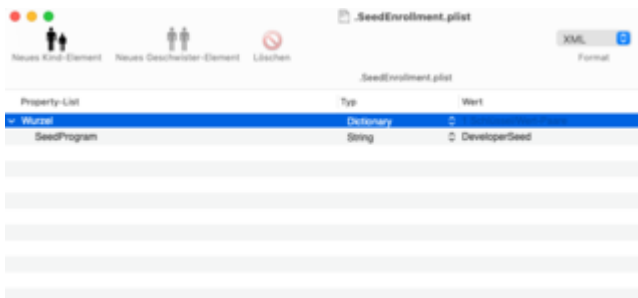 .SeedEnrollment.plist
XML
Neues Kind-Element Neues Geschwister-Element Löschen Format
.SeedEnrollment.plist
Property-List Typ Wert
Wurzel Dictionary
SeedProgram String DeveloperSeed